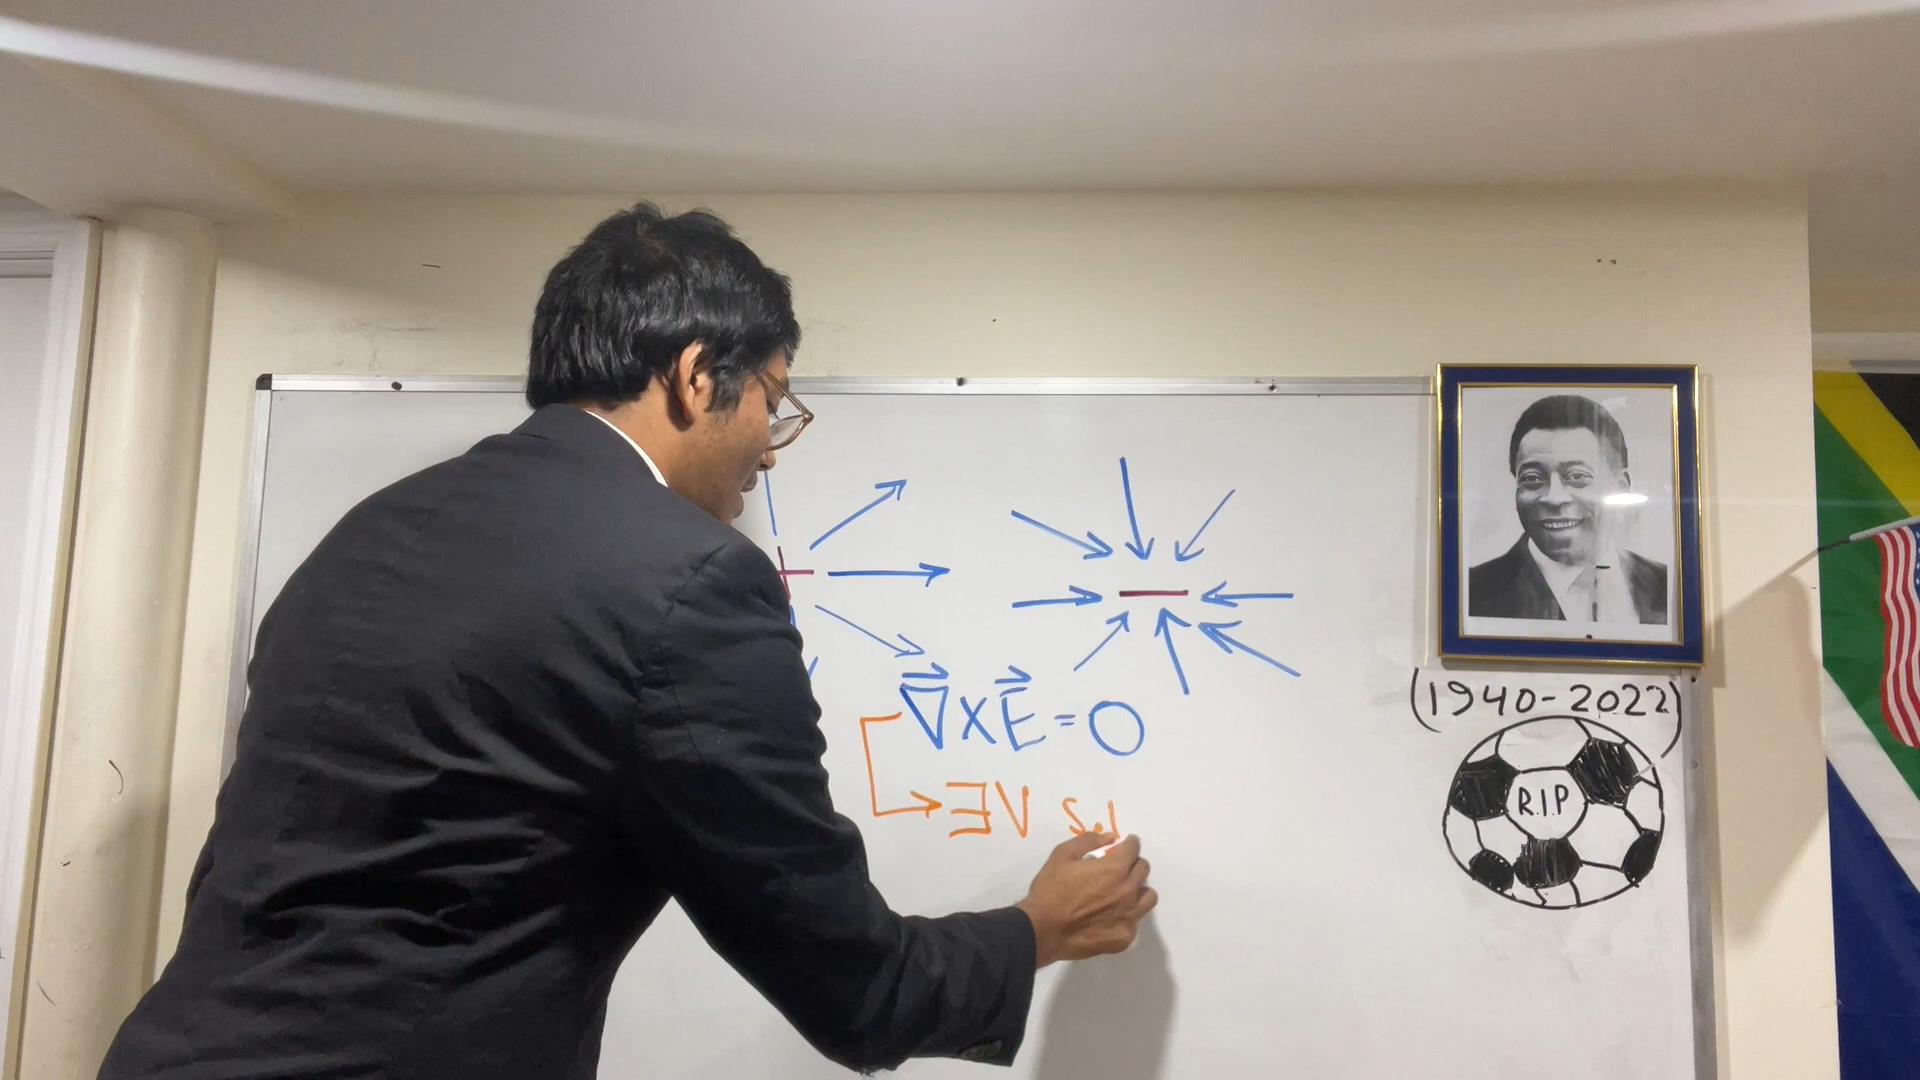 ∇⃗ x E⃗ = 0
∃V s.t
(1940-2022)
R.I.P